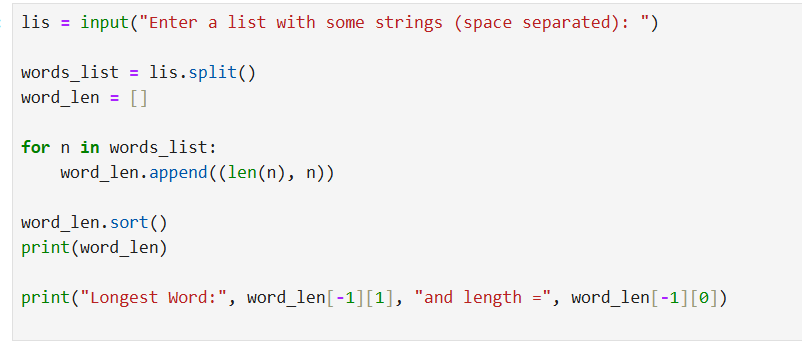 lis = input("Enter a list with some strings (space separated): ")
words_list = lis.split()
word_len = []
for n in words_list:
    word_len.append((len(n), n))
word_len.sort()
print(word_len)
print("Longest Word:", word_len[-1][1], "and length =", word_len[-1][0])